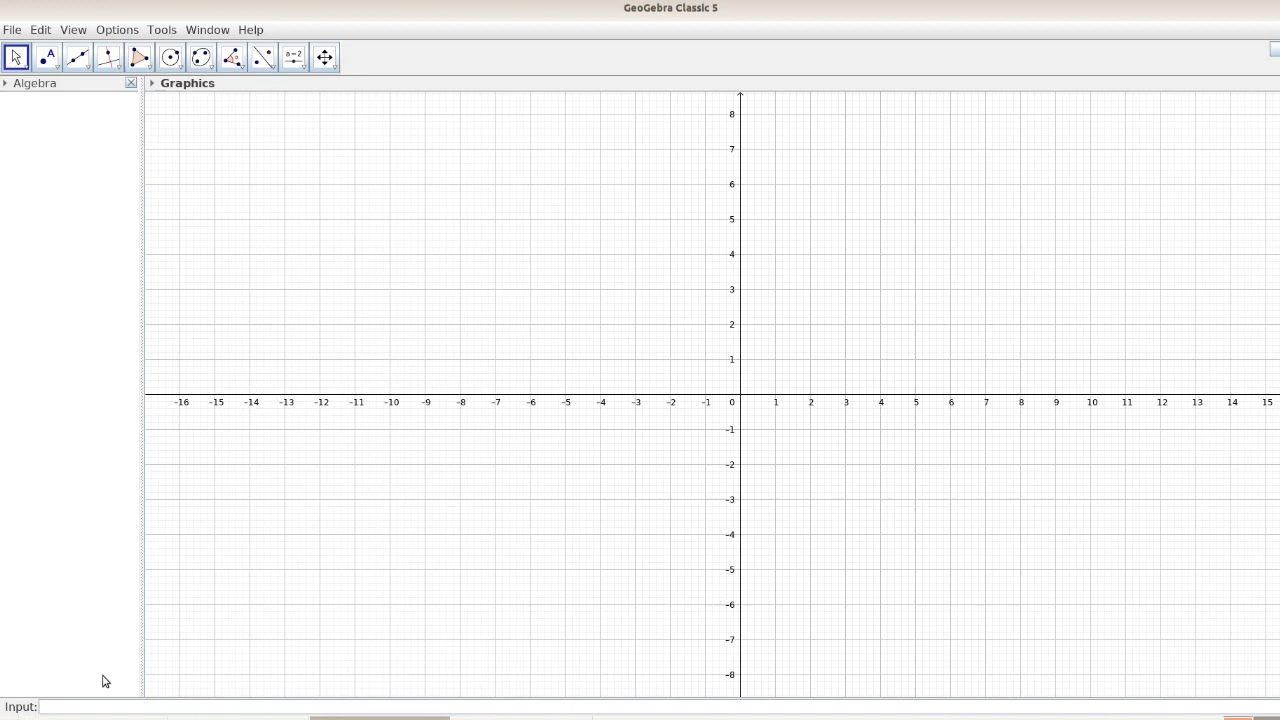 GeoGebra Classic 5
File Edit View Options Tools Window Help
A
a=2
Algebra
Graphics
8
7
6
5
4
3
2
1
-16 -15 -14 -13 -12 -11 -10 -9 -8 -7 -6 -5 -4 -3 -2 -1 0 1 2 3 4 5 6 7 8 9 10 11 12 13 14 15
-1
-2
-3
-4
-5
-6
-7
-8
Input: